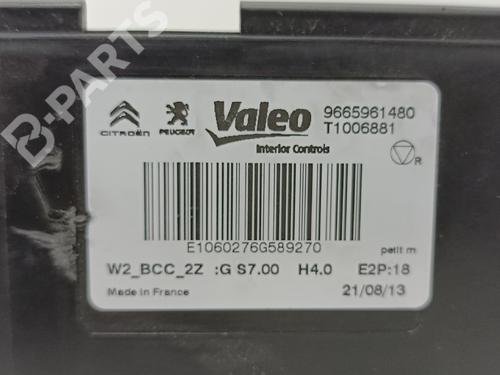 B-PARTS
CITROËN PEUGEOT Valeo 9665961480
T1006881
Interior Controls
R
E1060276G589270
petit m
W2_BCC_2Z :G S7.00 H4.0 E2P:18
Made in France 21/08/13